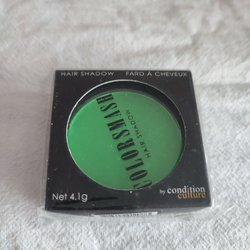 HAIR SHADOW FARD À CHEVEUX
COLORSMASH
HAIR SHADOW
Net 4.1g
by condition
culture